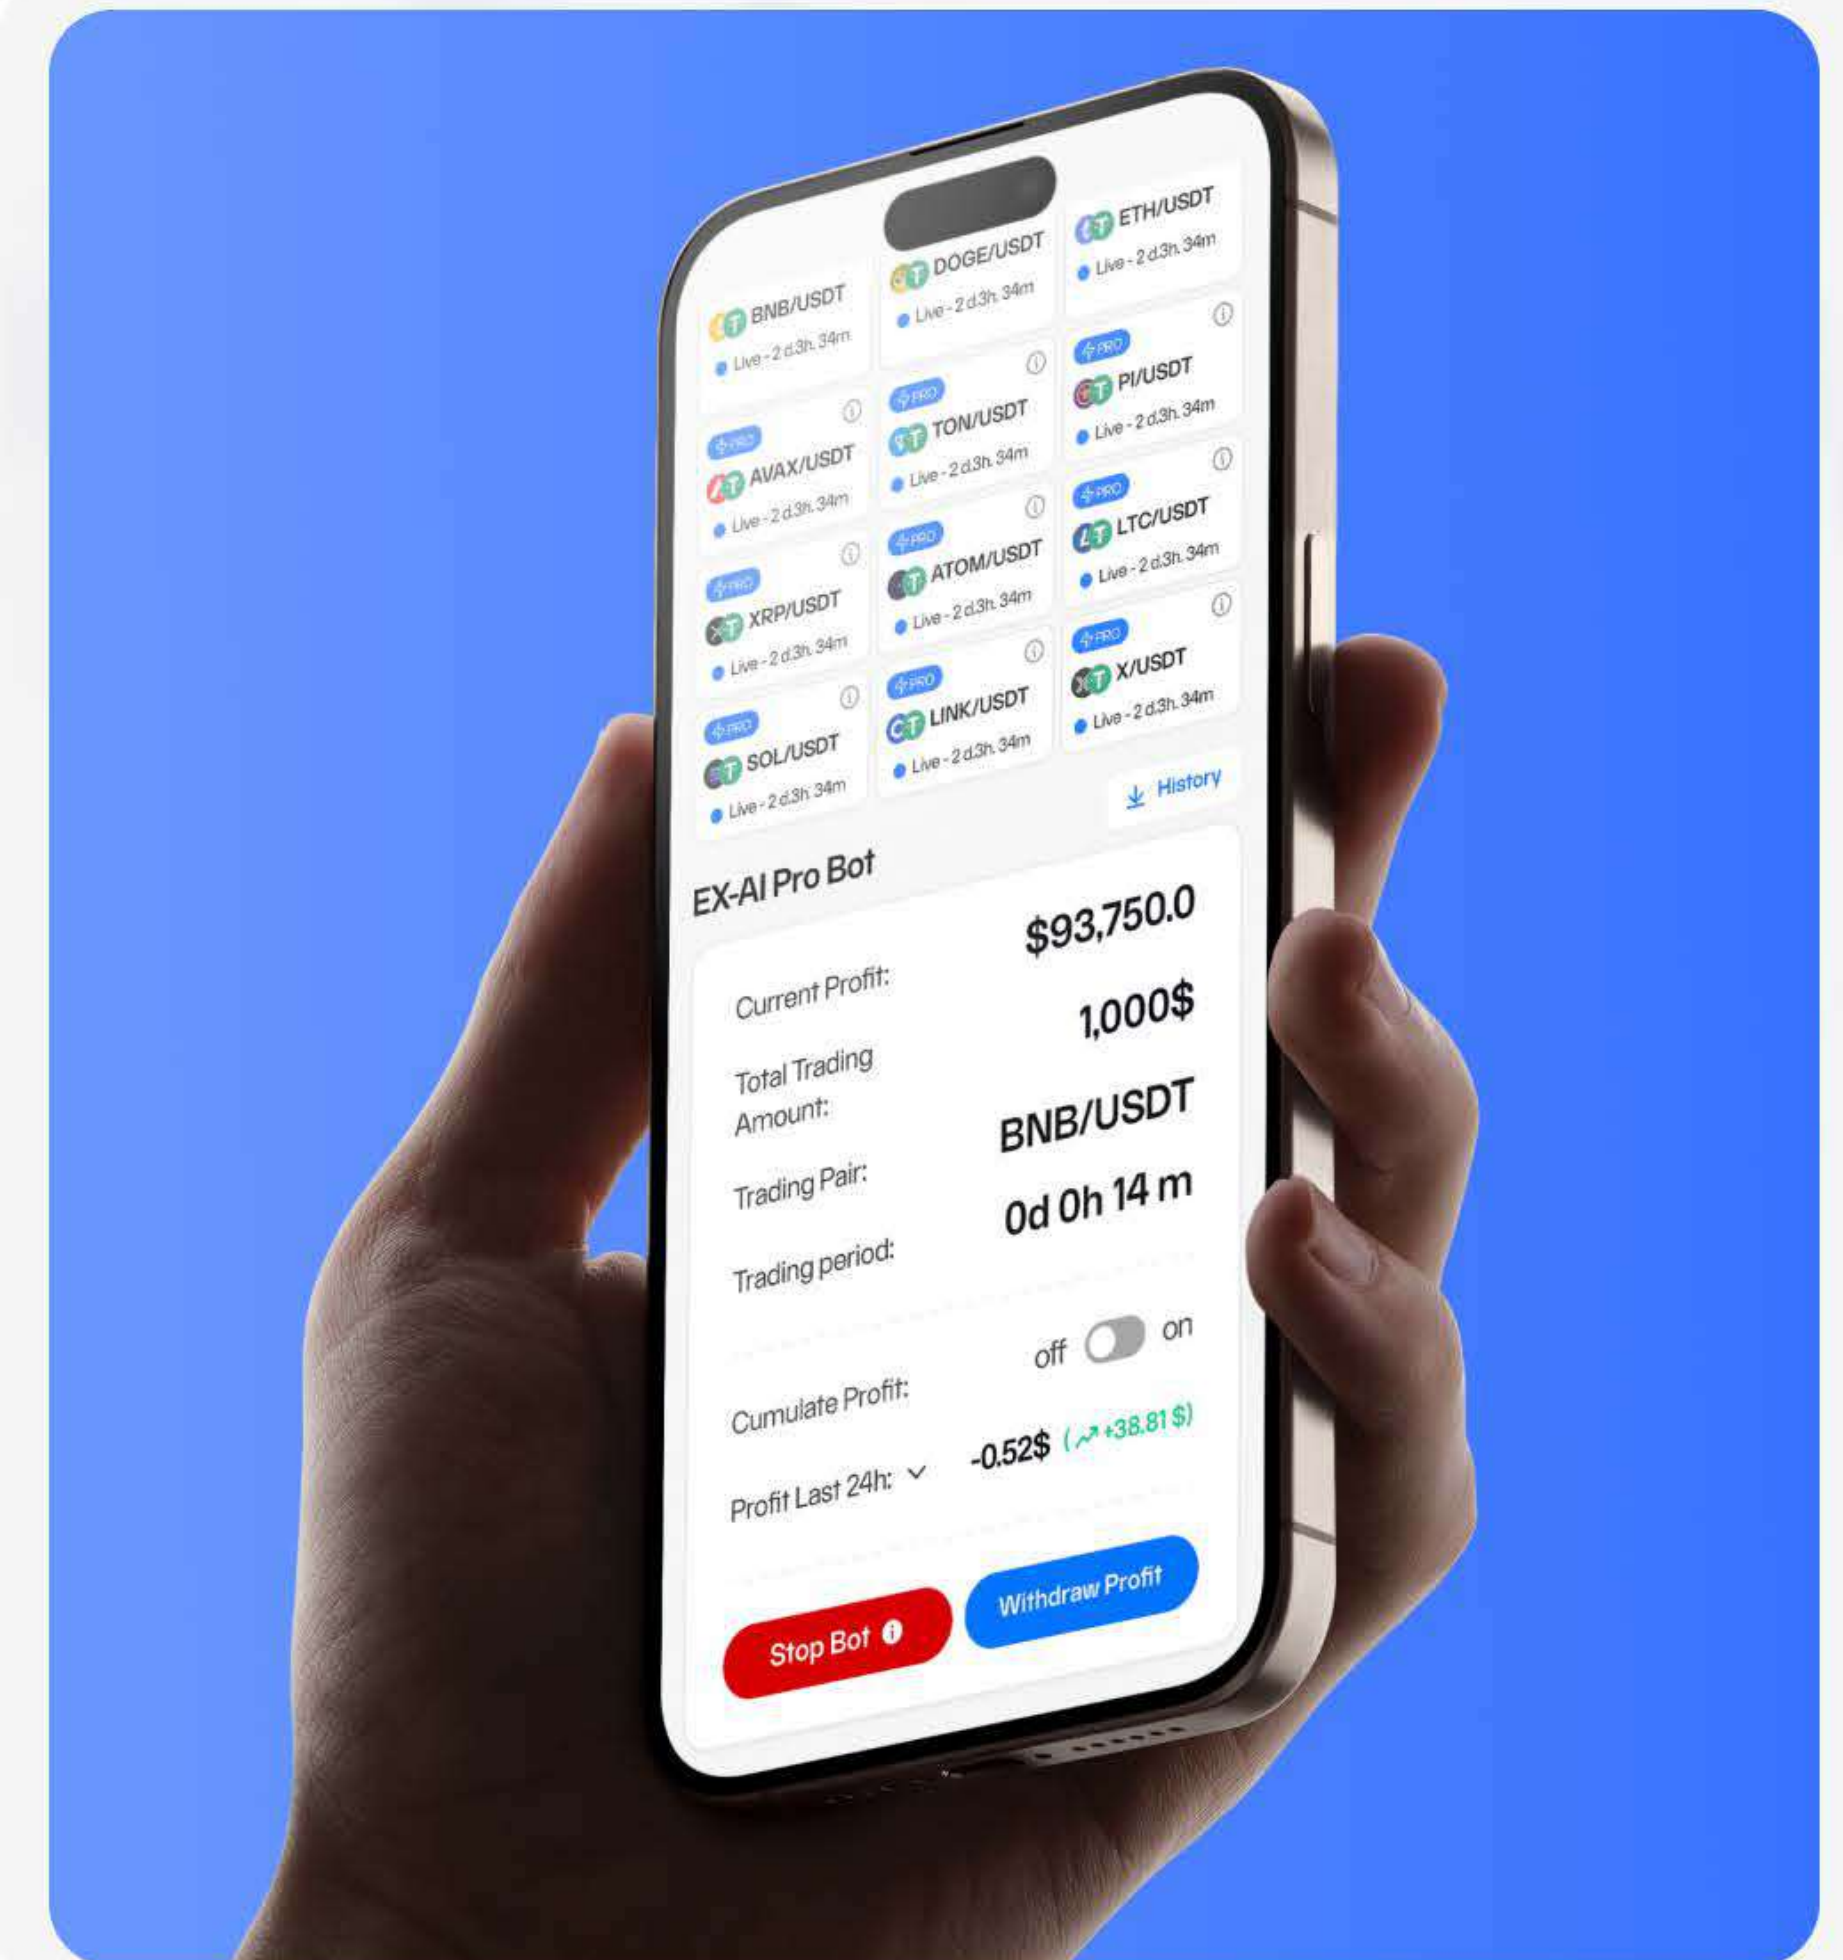 BNB/USDT
Live - 2 d.3h. 34m
DOGE/USDT
Live - 2 d.3h. 34m
ETH/USDT
Live - 2 d.3h. 34m
PRO
AVAX/USDT
Live - 2 d.3h. 34m
PRO
TON/USDT
Live - 2 d.3h. 34m
PRO
PI/USDT
Live - 2 d.3h. 34m
PRO
XRP/USDT
Live - 2 d.3h. 34m
PRO
ATOM/USDT
Live - 2 d.3h. 34m
PRO
LTC/USDT
Live - 2 d.3h. 34m
PRO
SOL/USDT
Live - 2 d.3h. 34m
PRO
LINK/USDT
Live - 2 d.3h. 34m
PRO
X/USDT
Live - 2 d.3h. 34m
History
EX-AI Pro Bot
Current Profit: $93,750.0
Total Trading
Amount: 1,000$
Trading Pair: BNB/USDT
Trading period: 0d 0h 14 m
Cumulate Profit: off on
Profit Last 24h: -0.52$ (+38.81 $)
Stop Bot
Withdraw Profit